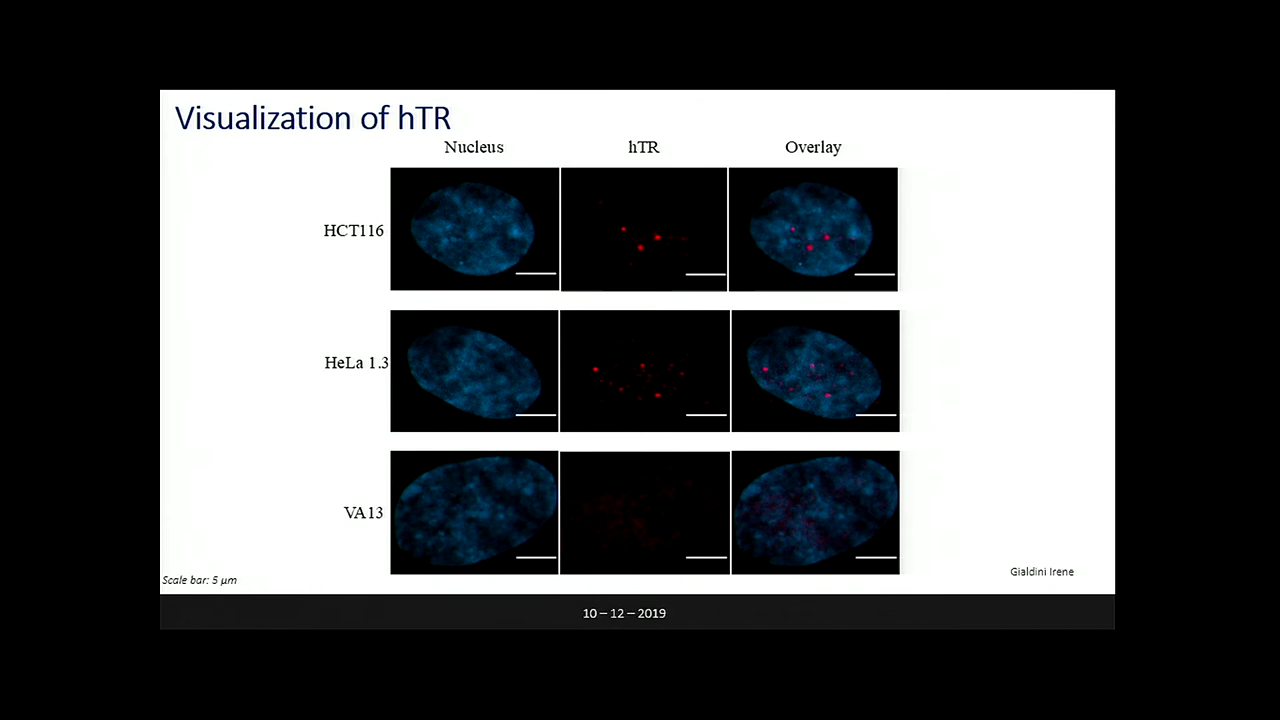 Visualization of hTR
Nucleus hTR Overlay
HCT116
HeLa 1.3
VA13
Scale bar: 5 μm
Gialdini Irene
10 – 12 – 2019